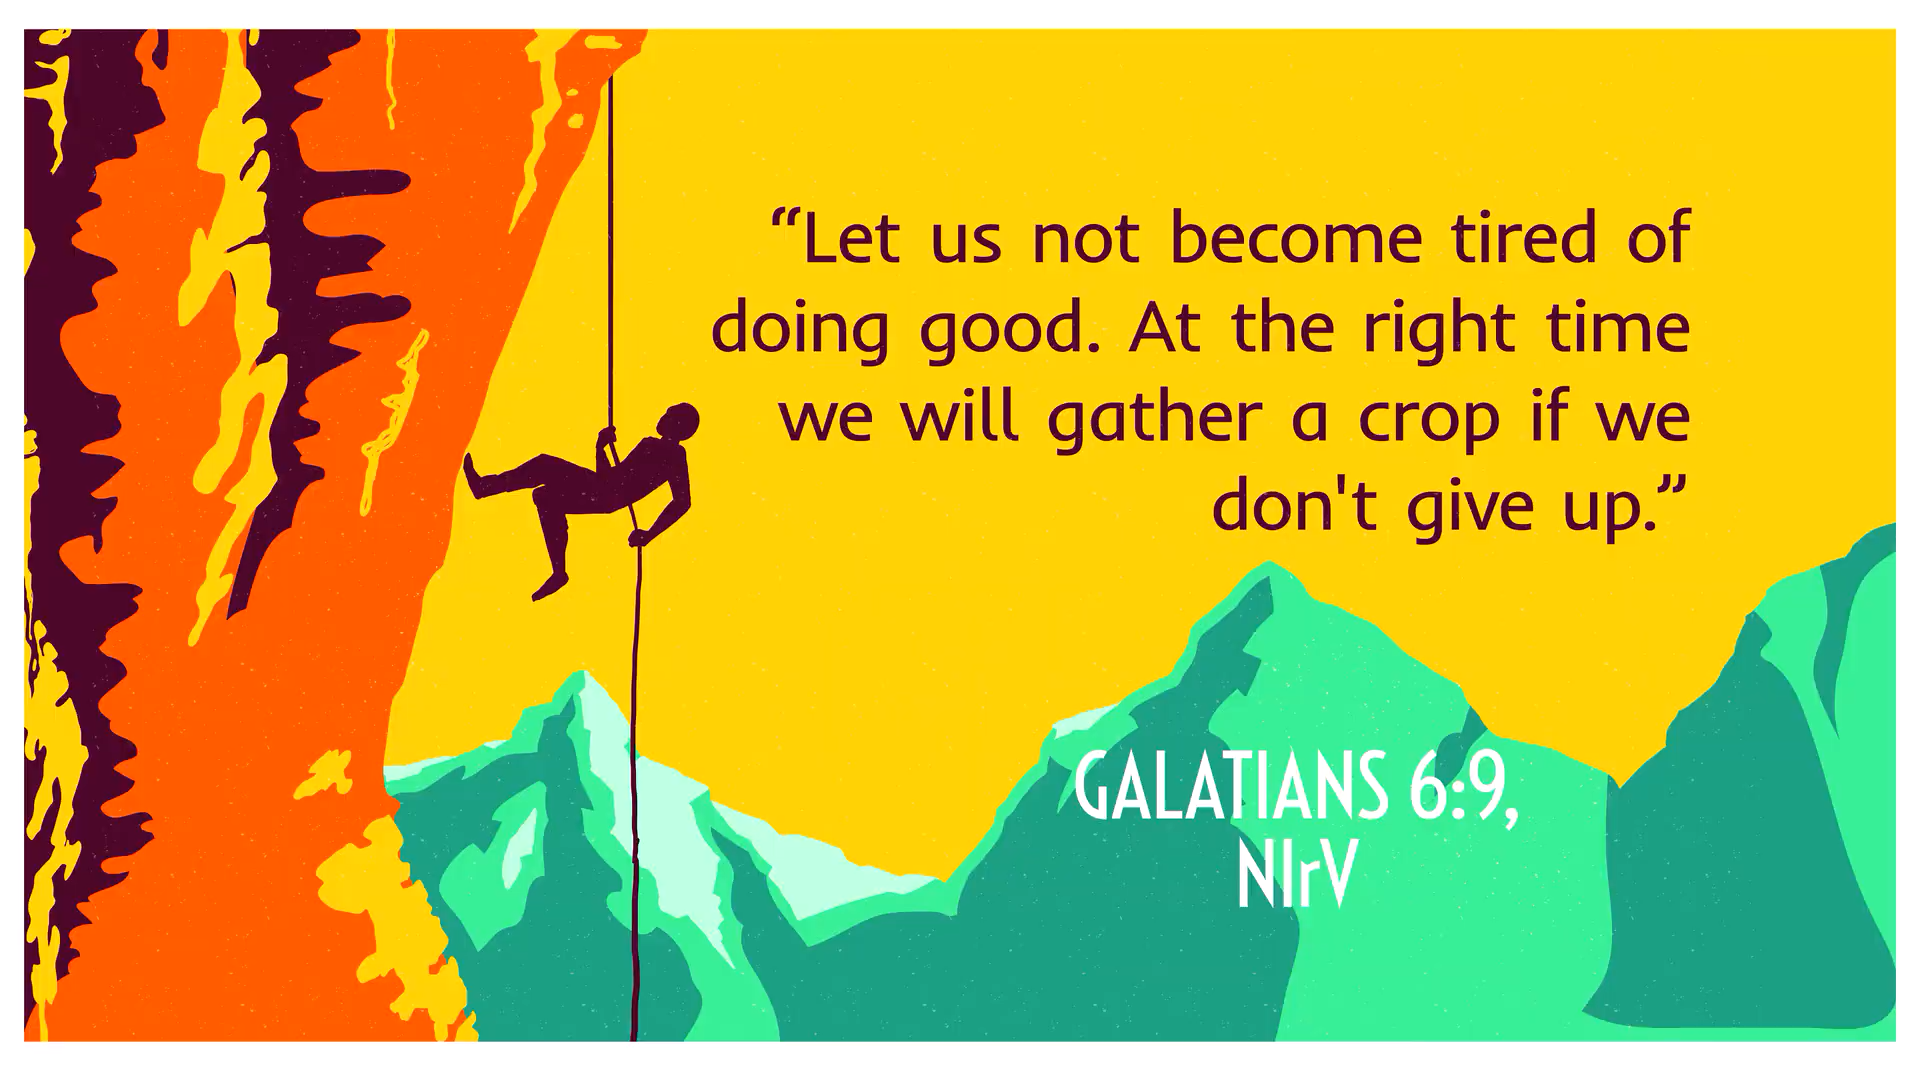 “Let us not become tired of
doing good. At the right time
we will gather a crop if we
don't give up.”
GALATIANS 6:9,
NIrV